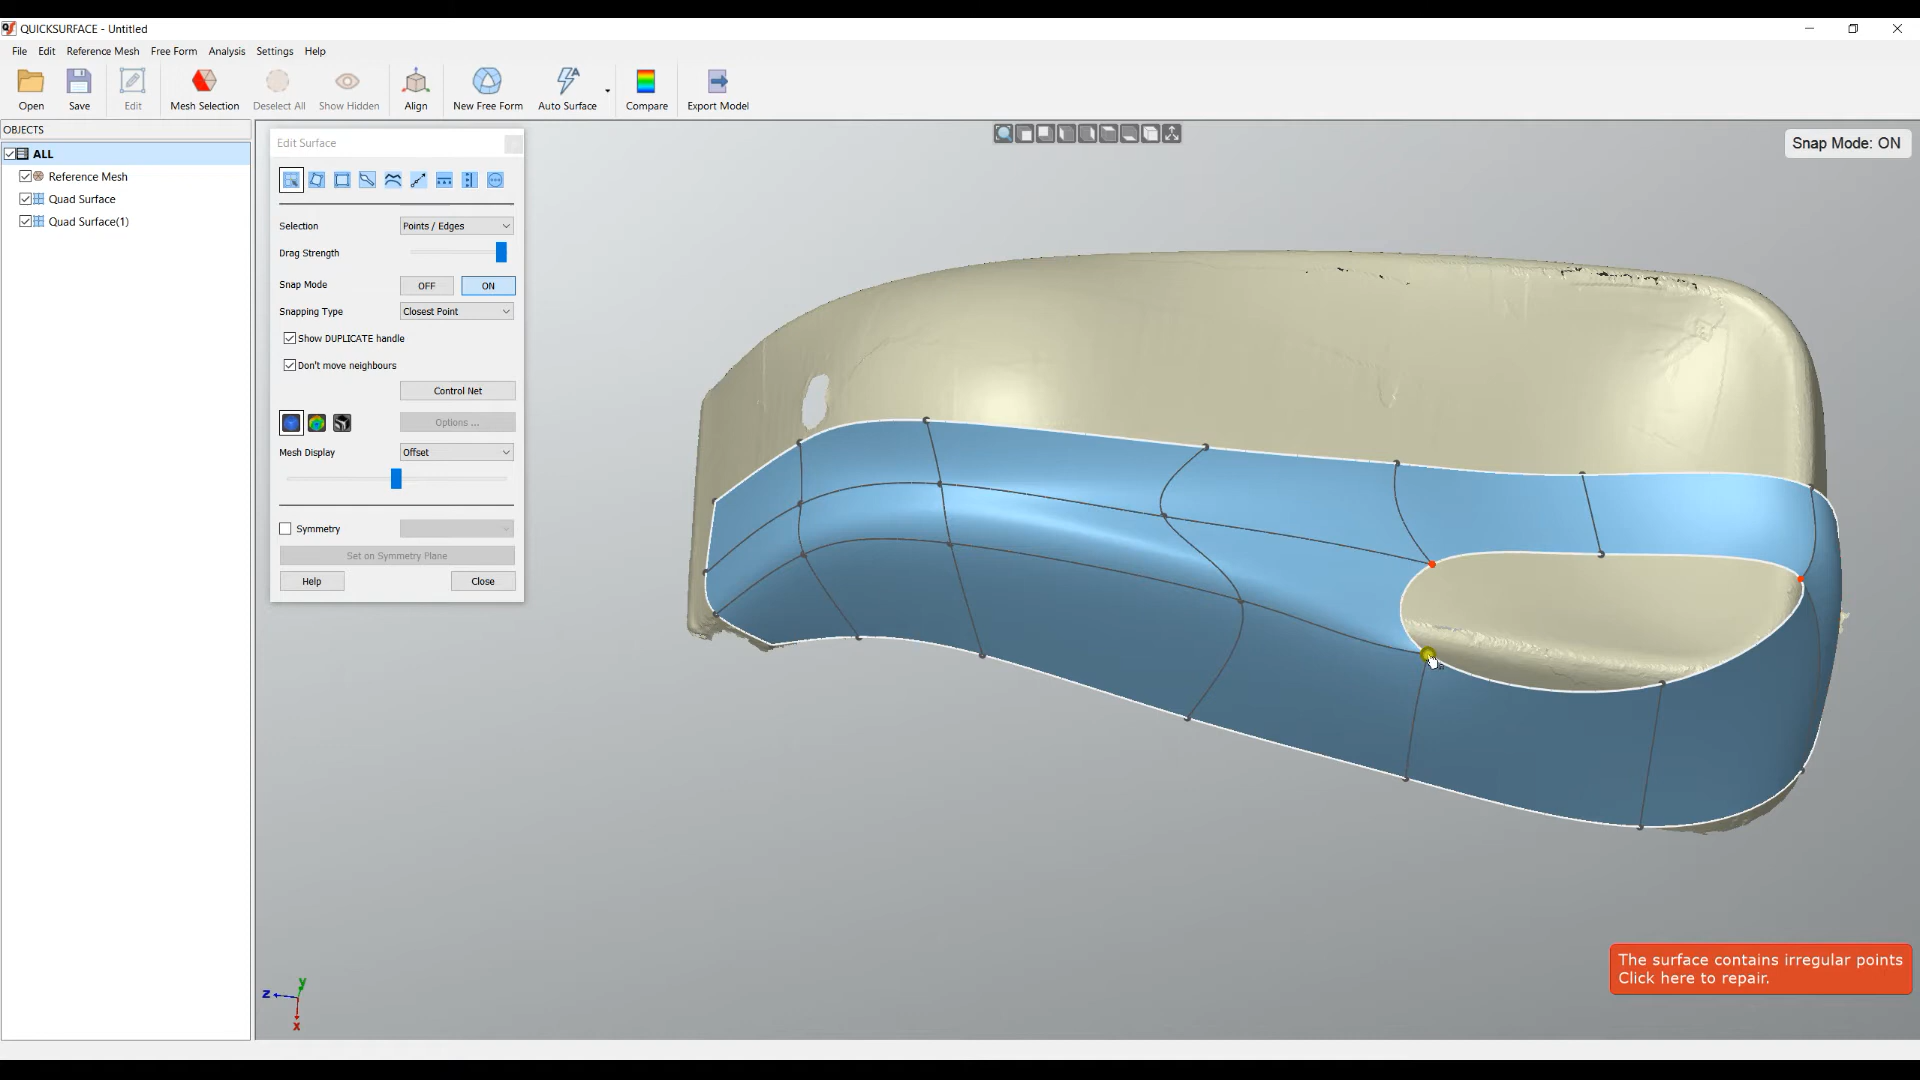 QUICKSURFACE - Untitled
File Edit Reference Mesh Free Form Analysis Settings Help
Open Save Edit Mesh Selection Deselect All Show Hidden Align New Free Form Auto Surface Compare Export Model
OBJECTS
ALL
Reference Mesh
Quad Surface
Quad Surface(1)
Edit Surface
Selection Points / Edges
Drag Strength
Snap Mode OFF ON
Snapping Type Closest Point
Show DUPLICATE handle
Don't move neighbours
Control Net
Options ...
Mesh Display Offset
Symmetry
Set on Symmetry Plane
Help Close
Snap Mode: ON
The surface contains irregular points
Click here to repair.
y
z
x